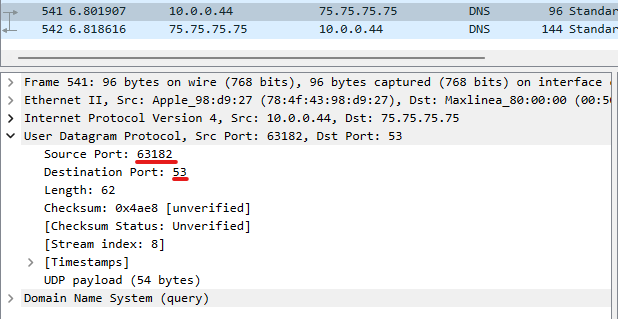 541 6.801907 10.0.0.44 75.75.75.75 DNS 96 Standar
542 6.818616 75.75.75.75 10.0.0.44 DNS 144 Standar
Frame 541: 96 bytes on wire (768 bits), 96 bytes captured (768 bits) on interface
Ethernet II, Src: Apple_98:d9:27 (78:4f:43:98:d9:27), Dst: Maxlinea_80:00:00 (00:50
Internet Protocol Version 4, Src: 10.0.0.44, Dst: 75.75.75.75
User Datagram Protocol, Src Port: 63182, Dst Port: 53
Source Port: 63182
Destination Port: 53
Length: 62
Checksum: 0x4ae8 [unverified]
[Checksum Status: Unverified]
[Stream index: 8]
[Timestamps]
UDP payload (54 bytes)
Domain Name System (query)